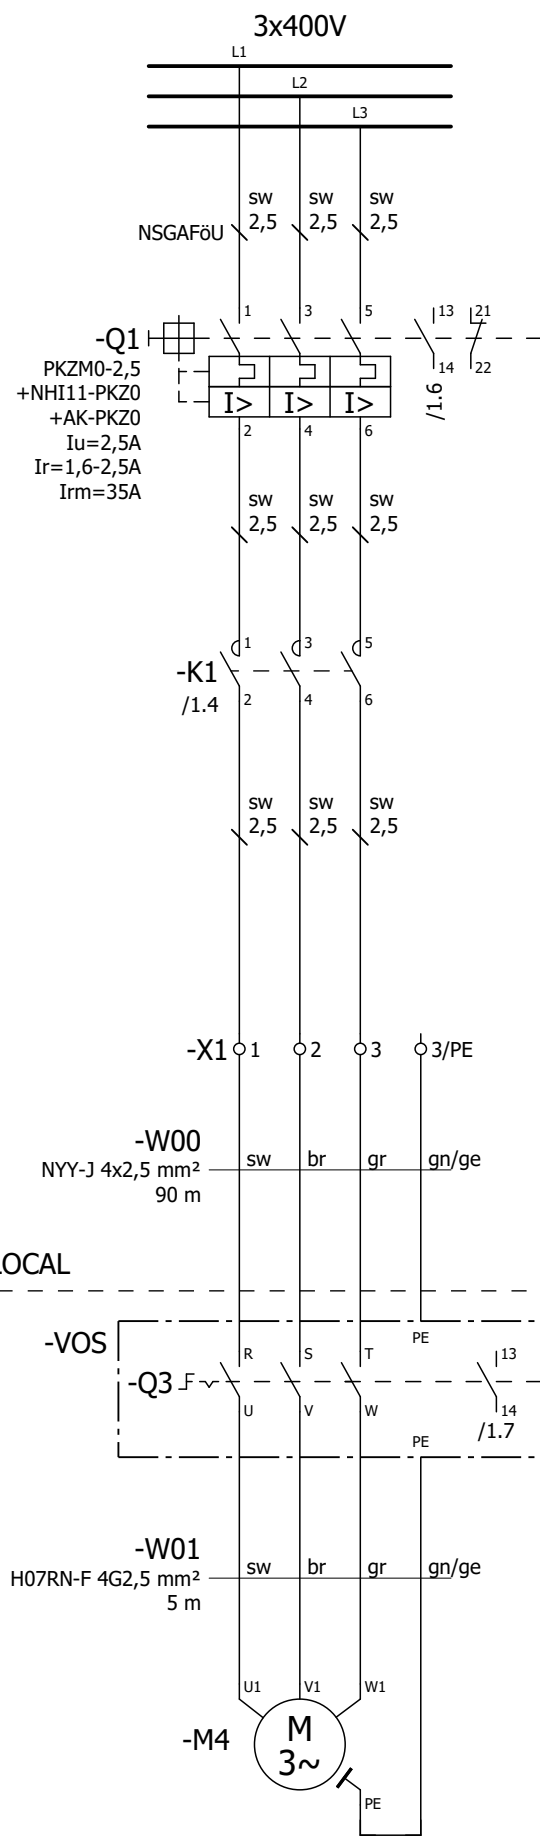 3x400V
L1
L2
L3
sw sw sw
NSGAFöU 2,5 2,5 2,5
1 3 5 13 21
-Q1
14 22
PKZM0-2,5
+NHI11-PKZ0
/1.6
+AK-PKZ0
I> I> I>
Iu=2,5A
2 4 6
Ir=1,6-2,5A
Irm=35A
sw sw sw
2,5 2,5 2,5
1 3 5
-K1
/1.4
2 4 6
sw sw sw
2,5 2,5 2,5
-X1 1 2 3 3/PE
-W00
NYY-J 4x2,5 mm²
90 m
sw br gr gn/ge
LOCAL
-VOS
PE
R S T 13
-Q3
U V W 14
/1.7
PE
-W01
H07RN-F 4G2,5 mm²
5 m
sw br gr gn/ge
U1 V1 W1
-M4
M
3~
PE